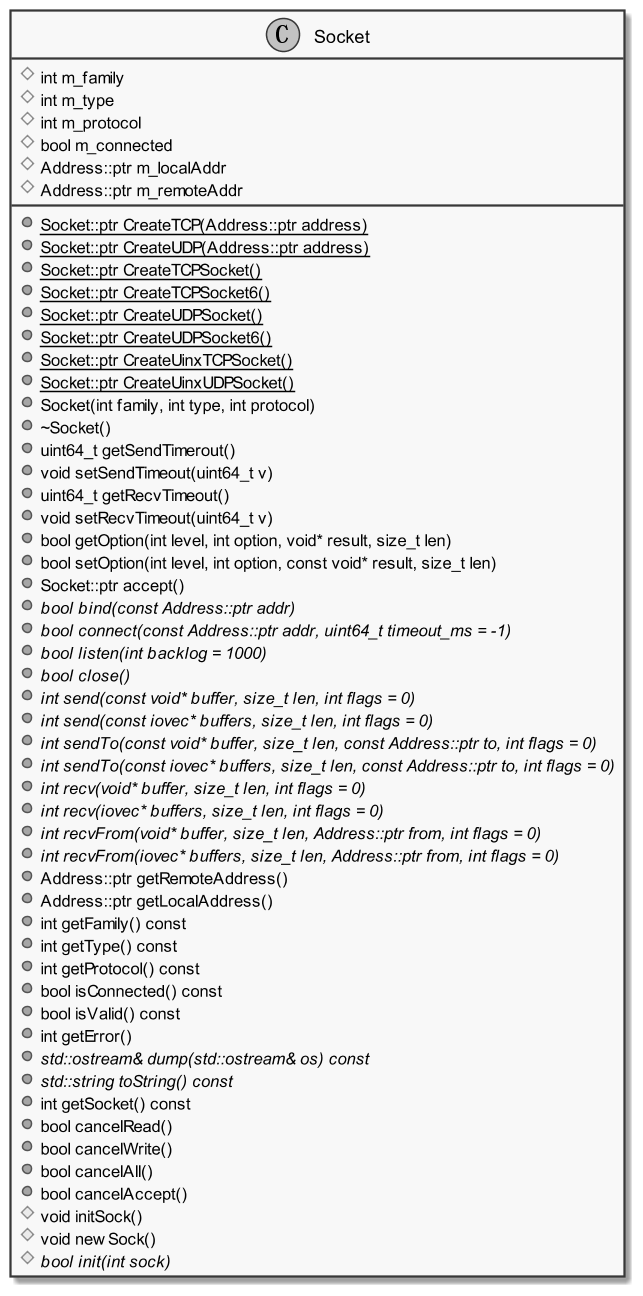 C Socket
int m_family
int m_type
int m_protocol
bool m_connected
Address::ptr m_localAddr
Address::ptr m_remoteAddr
Socket::ptr CreateTCP(Address::ptr address)
Socket::ptr CreateUDP(Address::ptr address)
Socket::ptr CreateTCPSocket()
Socket::ptr CreateTCPSocket6()
Socket::ptr CreateUDPSocket()
Socket::ptr CreateUDPSocket6()
Socket::ptr CreateUinxTCPSocket()
Socket::ptr CreateUinxUDPSocket()
Socket(int family, int type, int protocol)
~Socket()
uint64_t getSendTimerout()
void setSendTimeout(uint64_t v)
uint64_t getRecvTimeout()
void setRecvTimeout(uint64_t v)
bool getOption(int level, int option, void* result, size_t len)
bool setOption(int level, int option, const void* result, size_t len)
Socket::ptr accept()
bool bind(const Address::ptr addr)
bool connect(const Address::ptr addr, uint64_t timeout_ms = -1)
bool listen(int backlog = 1000)
bool close()
int send(const void* buffer, size_t len, int flags = 0)
int send(const iovec* buffers, size_t len, int flags = 0)
int sendTo(const void* buffer, size_t len, const Address::ptr to, int flags = 0)
int sendTo(const iovec* buffers, size_t len, const Address::ptr to, int flags = 0)
int recv(void* buffer, size_t len, int flags = 0)
int recv(iovec* buffers, size_t len, int flags = 0)
int recvFrom(void* buffer, size_t len, Address::ptr from, int flags = 0)
int recvFrom(iovec* buffers, size_t len, Address::ptr from, int flags = 0)
Address::ptr getRemoteAddress()
Address::ptr getLocalAddress()
int getFamily() const
int getType() const
int getProtocol() const
bool isConnected() const
bool isValid() const
int getError()
std::ostream& dump(std::ostream& os) const
std::string toString() const
int getSocket() const
bool cancelRead()
bool cancelWrite()
bool cancelAll()
bool cancelAccept()
void initSock()
void new Sock()
bool init(int sock)